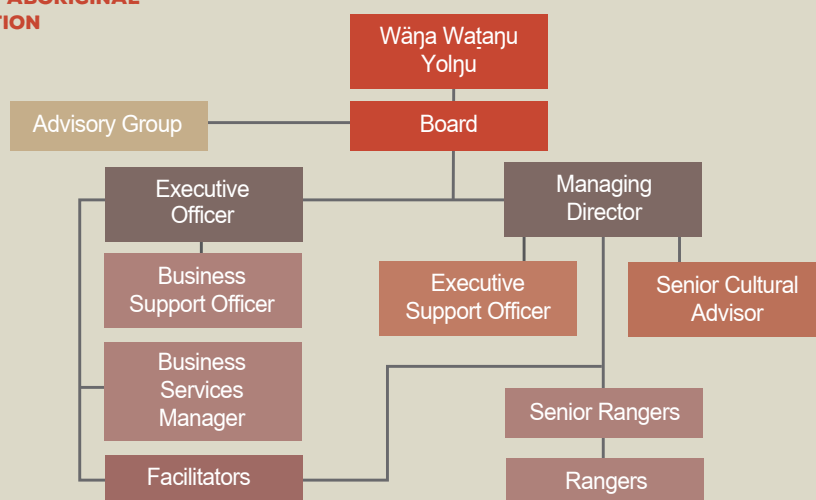 ABORIGINAL
Wäŋa Waṯaŋu
Yolŋu
Advisory Group
Board
Executive
Officer
Managing
Director
Business
Support Officer
Executive
Support Officer
Senior Cultural
Advisor
Business
Services
Manager
Senior Rangers
Facilitators
Rangers